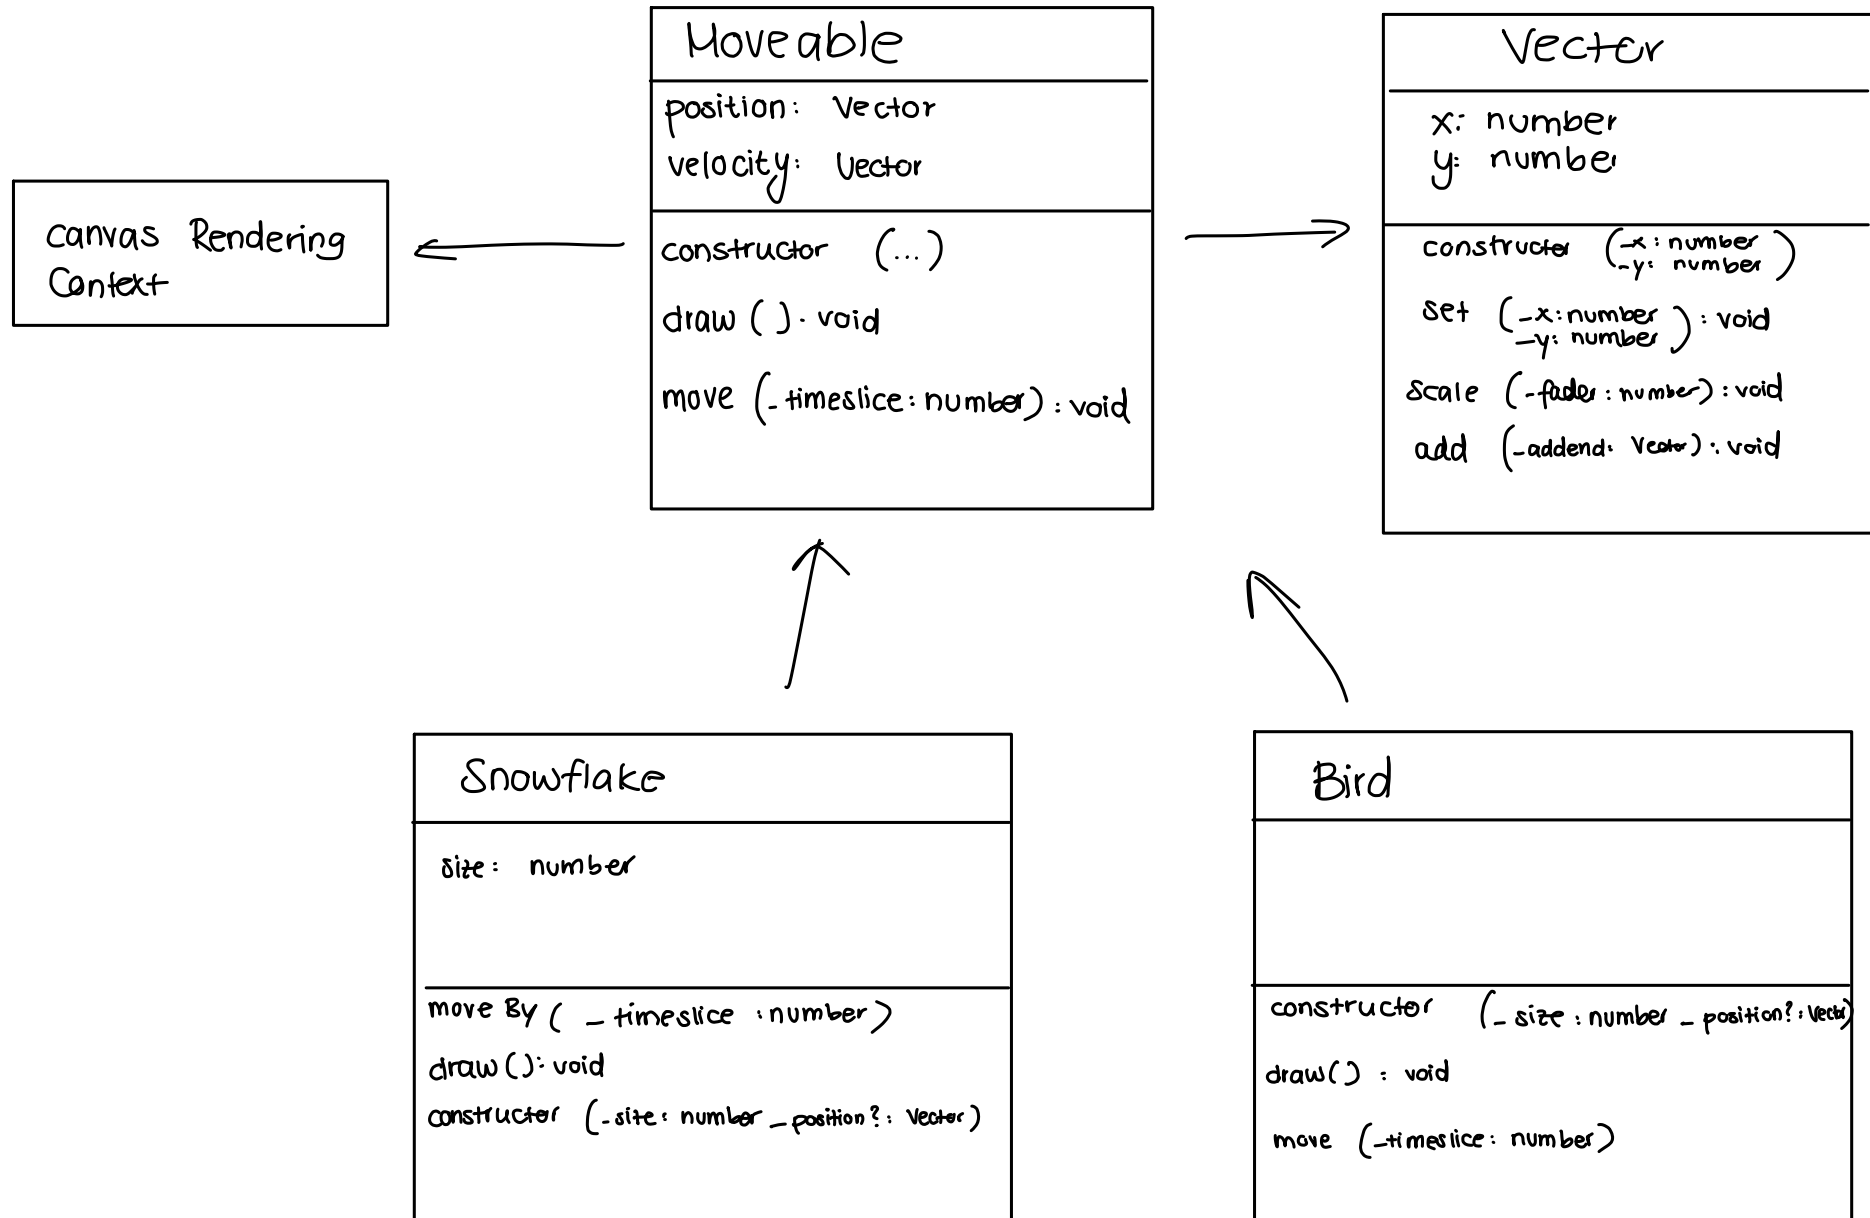 Moveable
position: Vector
velocity: Vector
constructor (...)
draw ( ). void
move (_timeslice: number) : void
Vector
x: number
y: number
constructor (_x: number
_y: number)
set (_x: number
_y: number) : void
scale (_fader: number) : void
add (_addend: Vector) : void
canvas Rendering
Context
Snowflake
size: number
move By ( _ timeslice : number)
draw (): void
constructor (_size: number _position?: Vector)
Bird
constructor (_size : number _position? : Vector)
draw() : void
move (_timeslice: number)